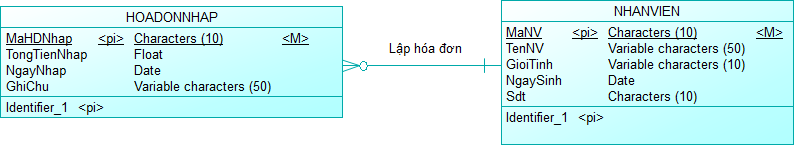 HOADONNHAP
MaHDNhap <pi> Characters (10) <M>
TongTienNhap Float
NgayNhap Date
GhiChu Variable characters (50)
Identifier_1 <pi>
Lập hóa đơn
NHANVIEN
MaNV <pi> Characters (10) <M>
TenNV Variable characters (50)
GioiTinh Variable characters (10)
NgaySinh Date
Sdt Characters (10)
Identifier_1 <pi>